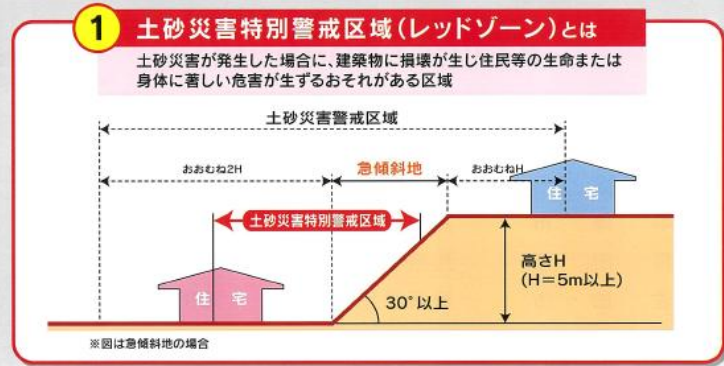 1 土砂災害特別警戒区域(レッドゾーン)とは
土砂災害が発生した場合に、建築物に損壊が生じ住民等の生命または
身体に著しい危害が生ずるおそれがある区域
土砂災害警戒区域
おおむね2H
急傾斜地
おおむねH
住 宅
土砂災害特別警戒区域
高さH
(H=5m以上)
住 宅
30°以上
※図は急傾斜地の場合